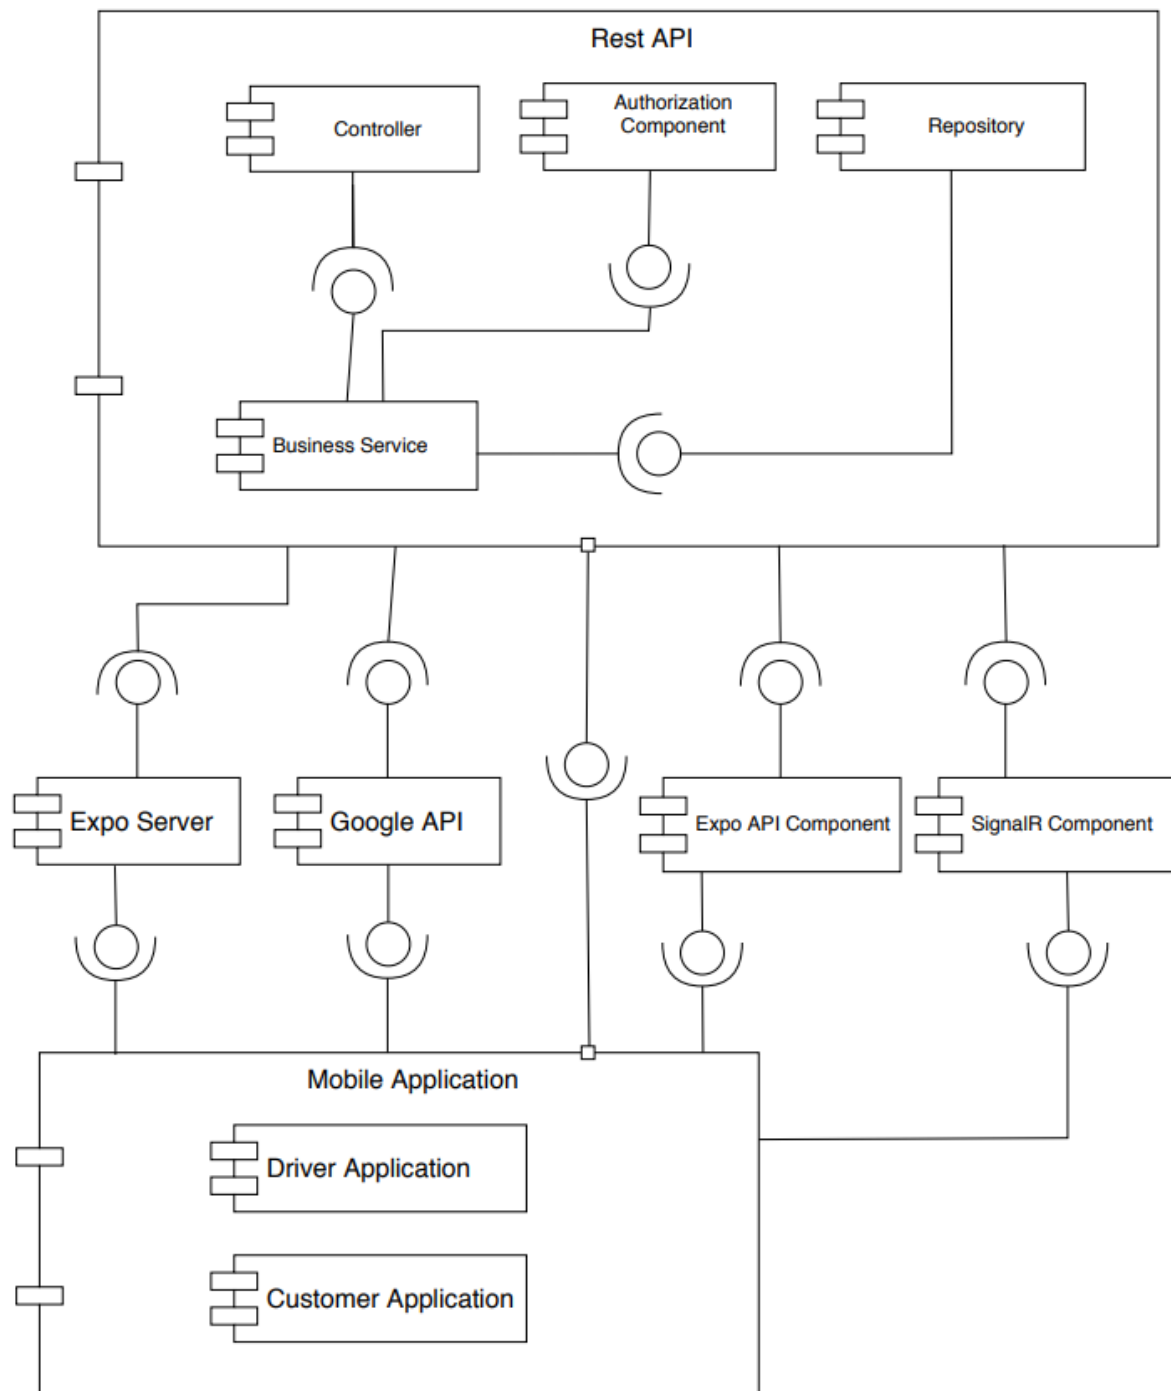 Rest API
Controller
Authorization
Component
Repository
Business Service
Expo Server
Google API
Expo API Component
SignalR Component
Mobile Application
Driver Application
Customer Application